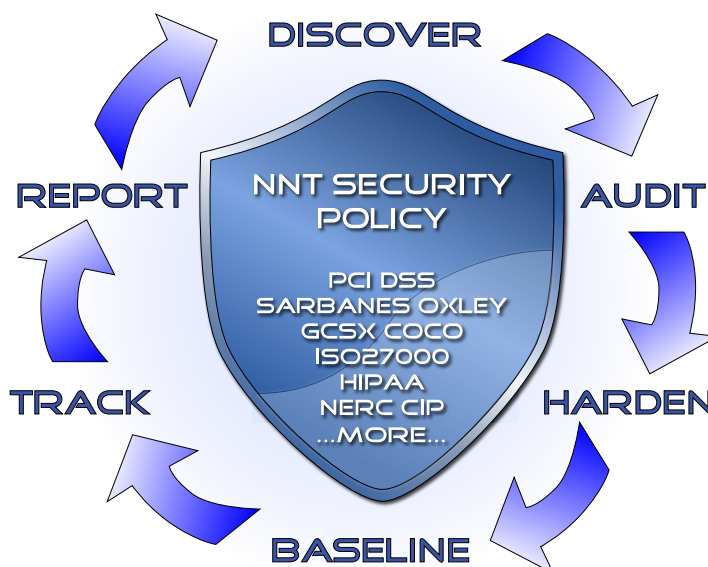 DISCOVER
REPORT
AUDIT
NNT SECURITY
POLICY
PCI DSS
SARBANES OXLEY
GCSX COCO
ISO27000
HIPAA
NERC CIP
...MORE...
TRACK
HARDEN
BASELINE